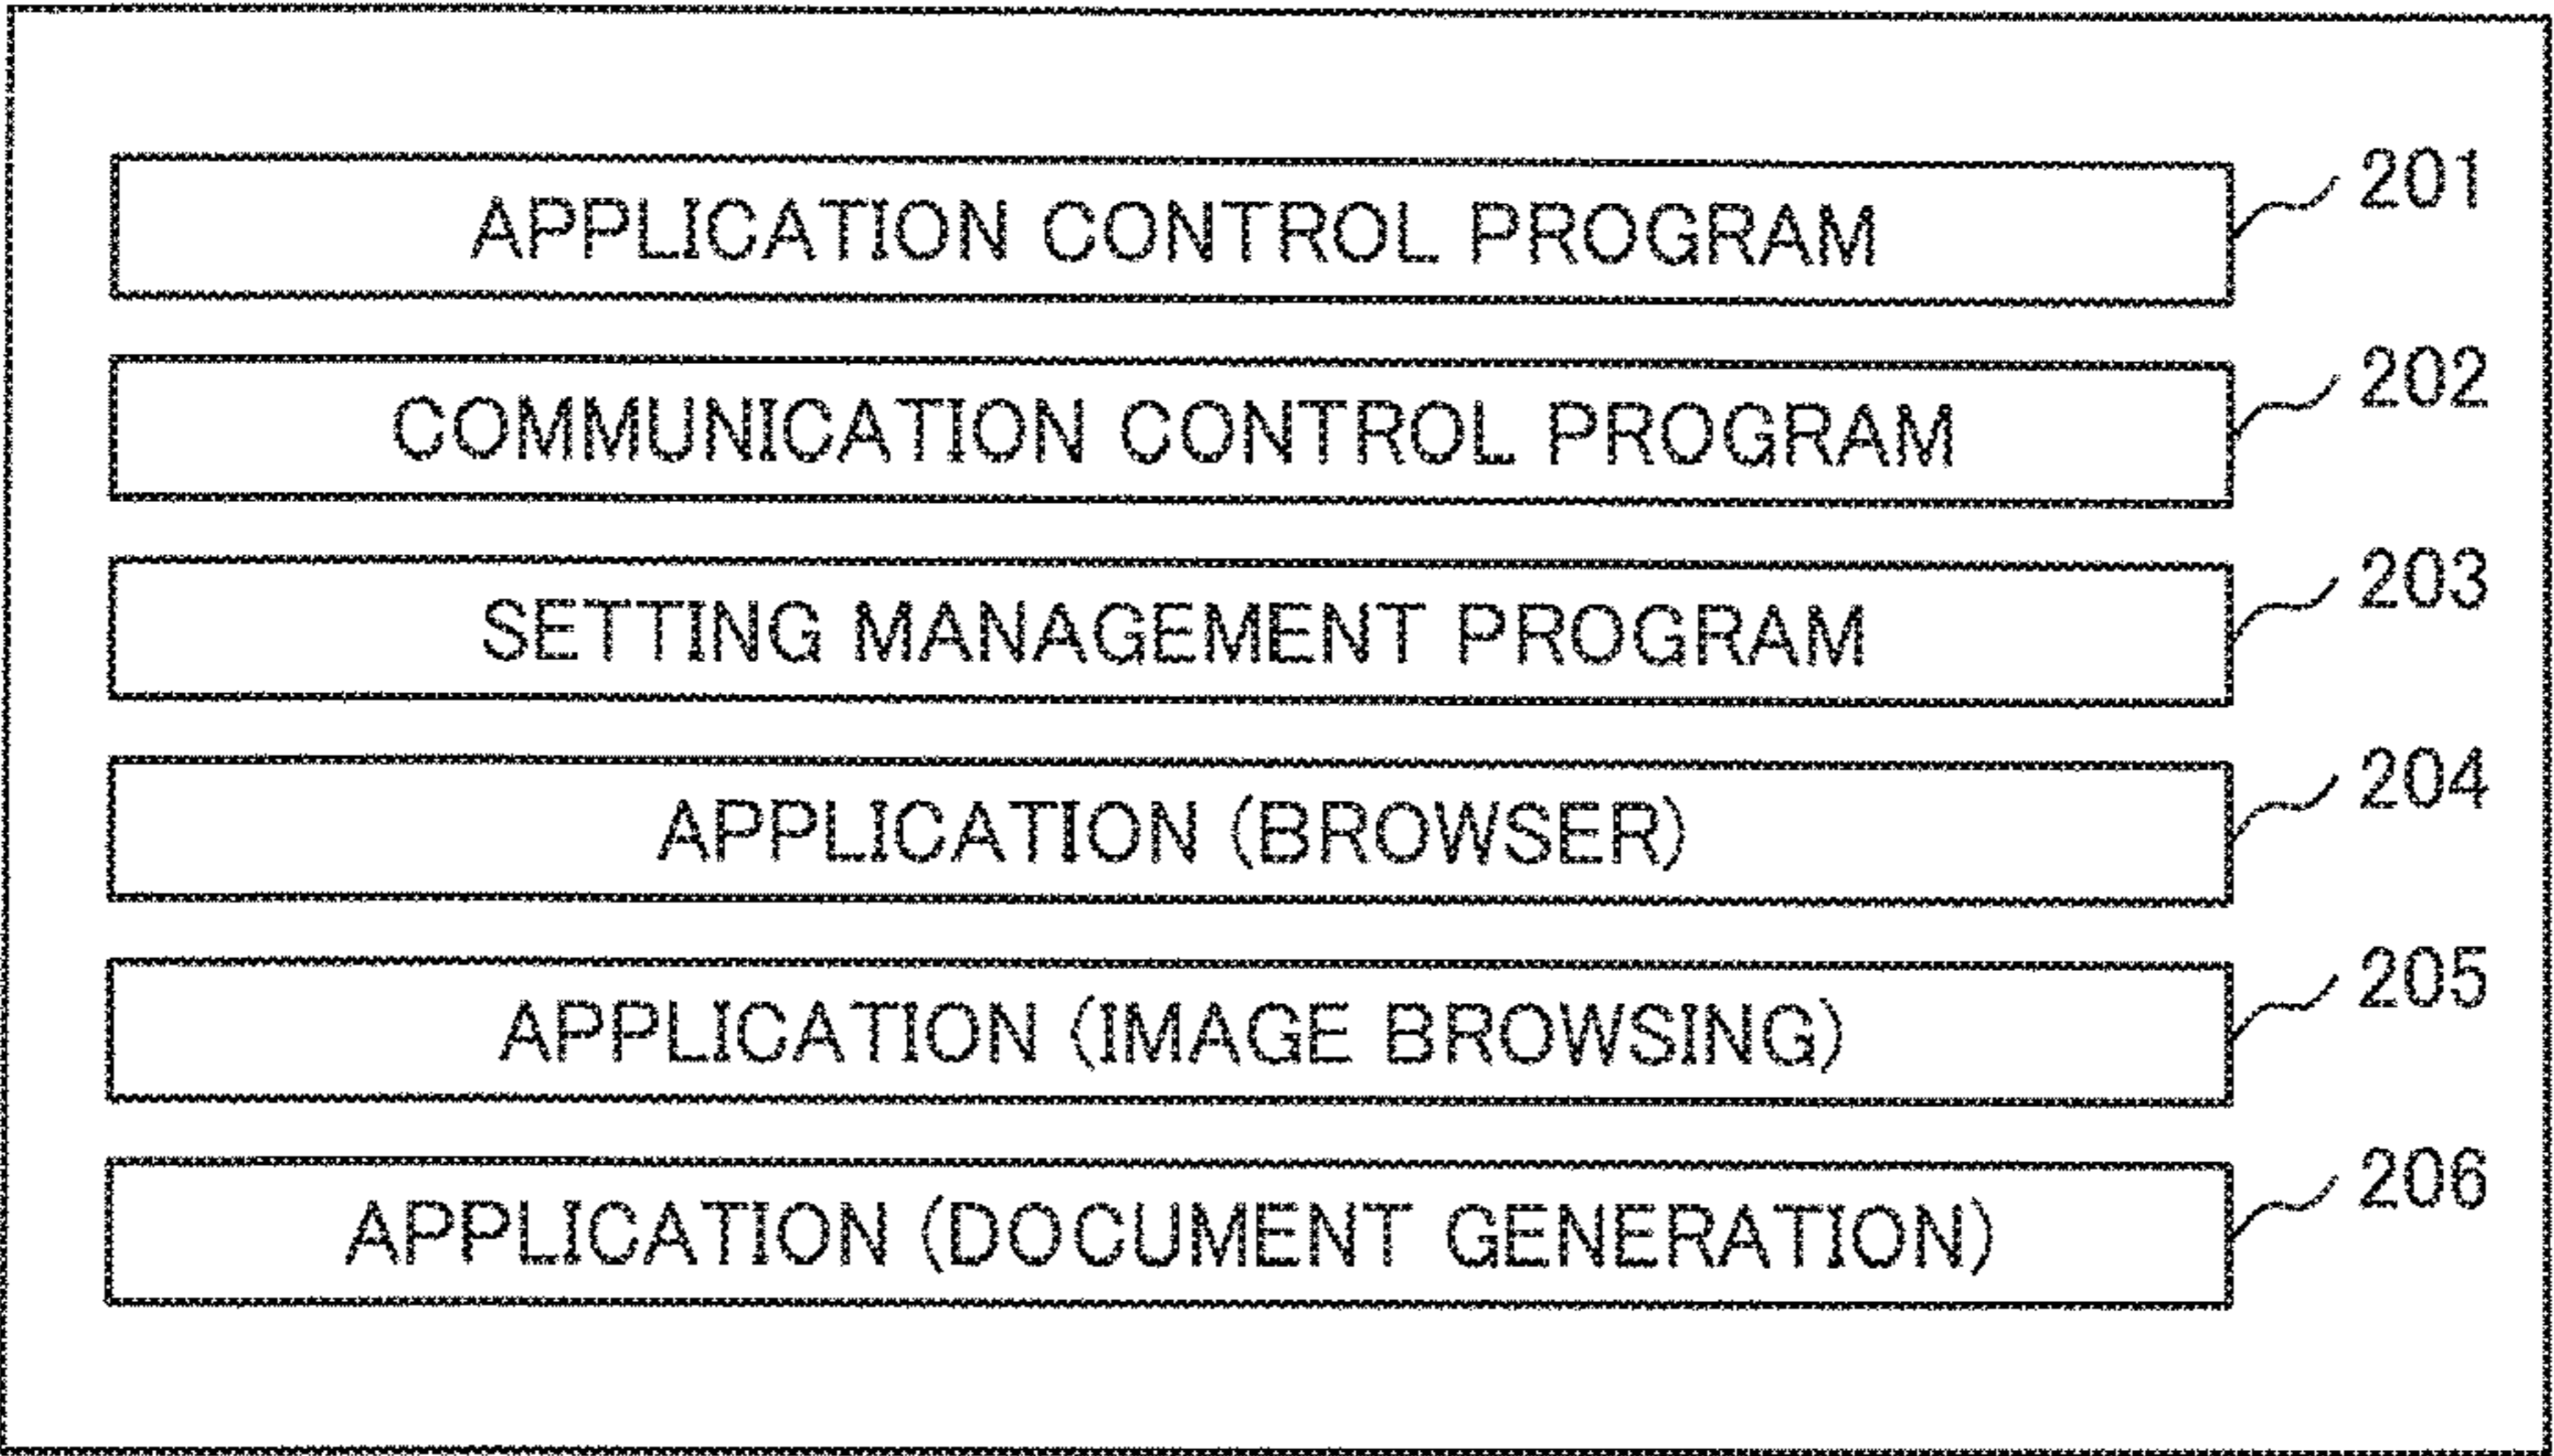 APPLICATION CONTROL PROGRAM 201
COMMUNICATION CONTROL PROGRAM 202
SETTING MANAGEMENT PROGRAM 203
APPLICATION (BROWSER) 204
APPLICATION (IMAGE BROWSING) 205
APPLICATION (DOCUMENT GENERATION) 206